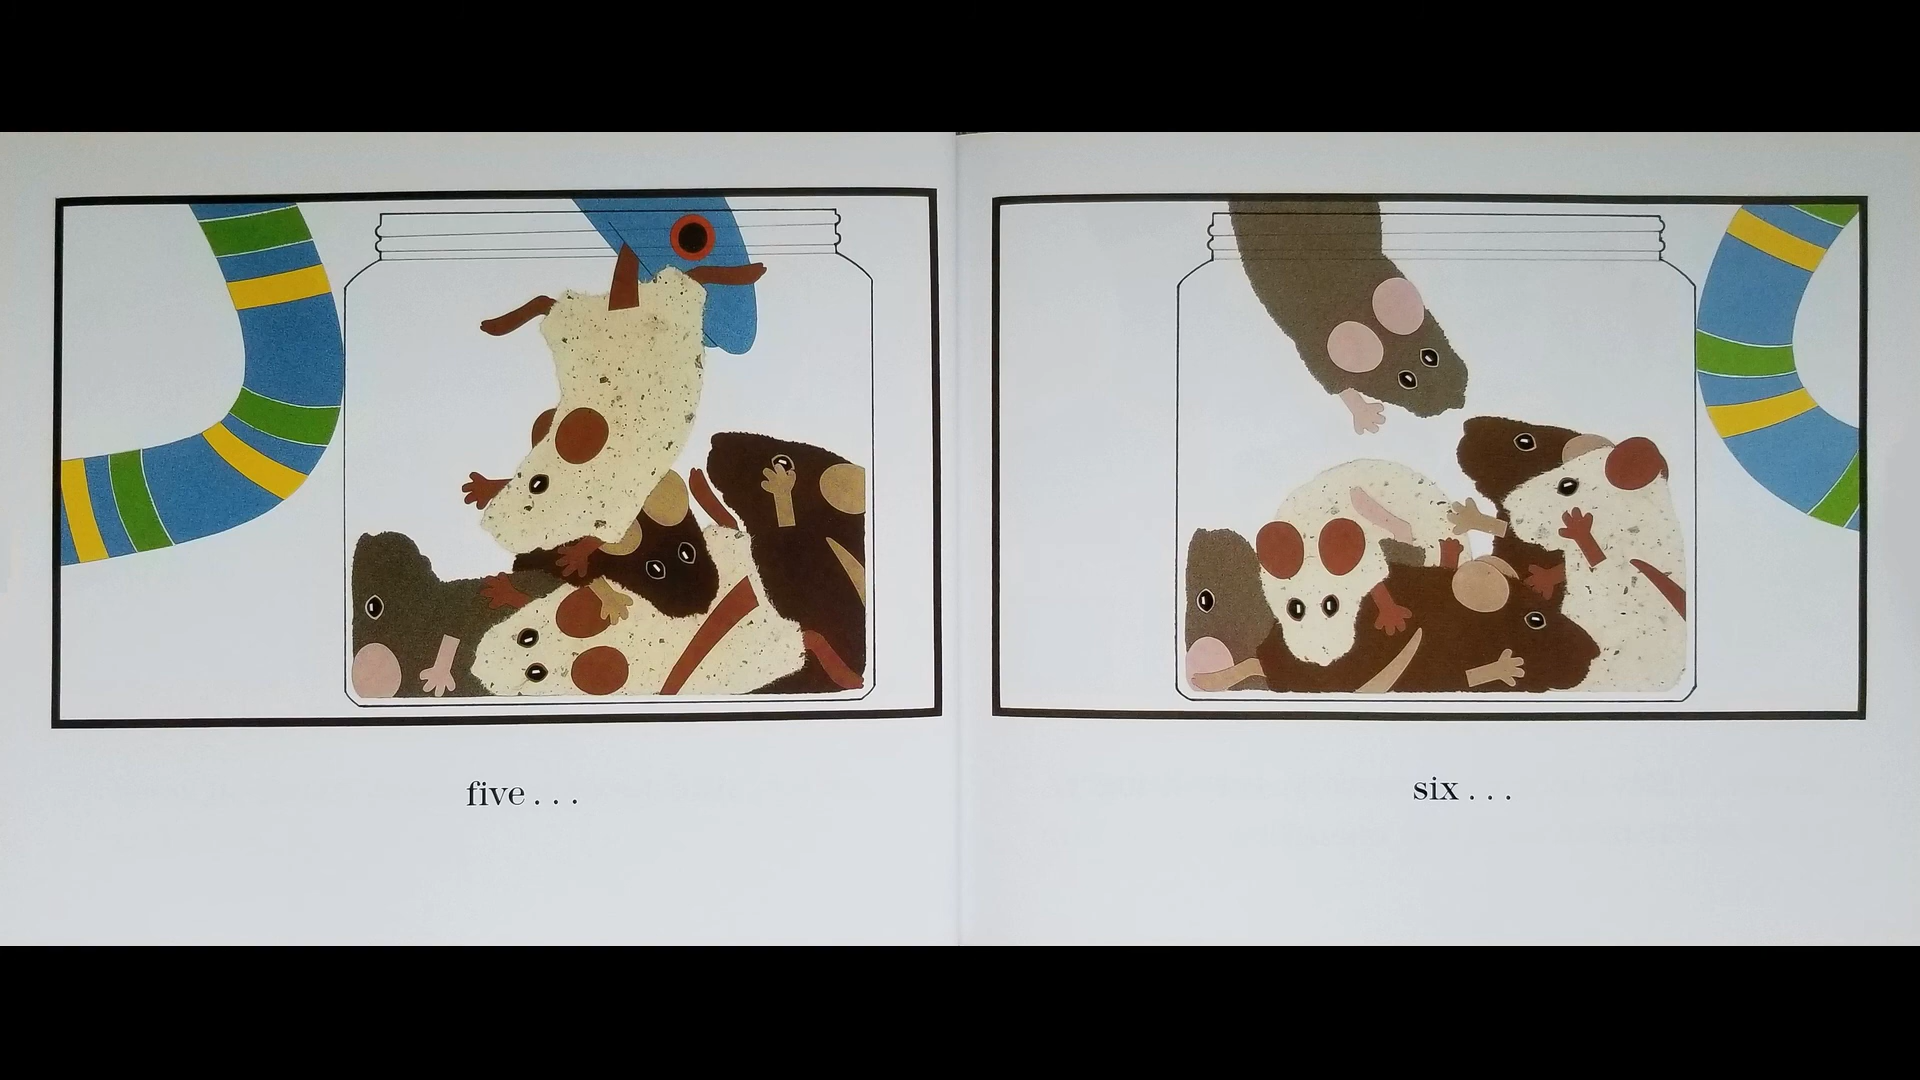 five . . .
six . . .